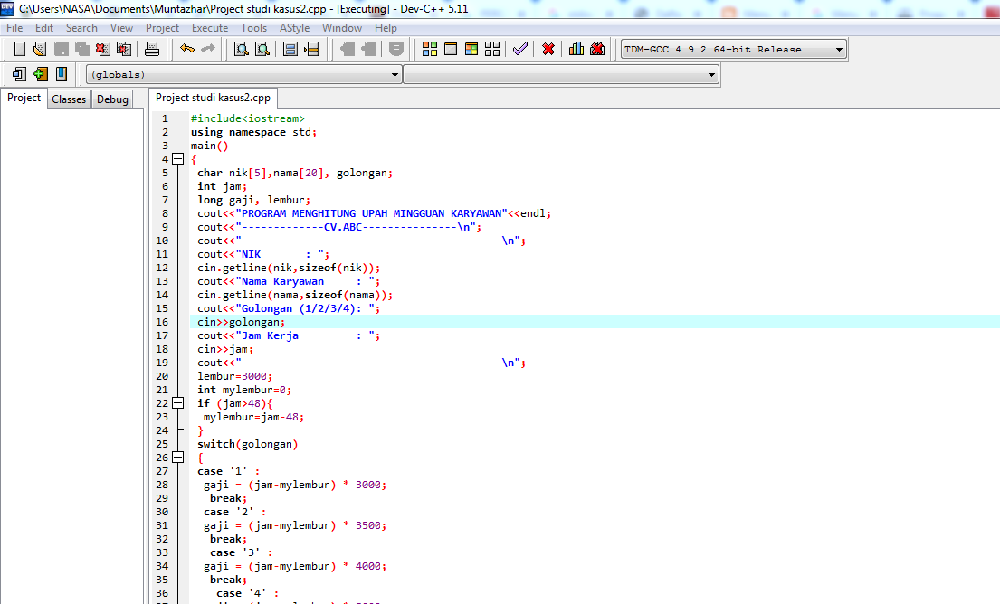 C:\Users\NASA\Documents\Muntazhar\Project studi kasus2.cpp - [Executing] - Dev-C++ 5.11
File Edit Search View Project Execute Tools AStyle Window Help
TDM-GCC 4.9.2 64-bit Release
(globals)
Project Classes Debug Project studi kasus2.cpp
1 #include<iostream>
2 using namespace std;
3 main()
4 {
5 char nik[5],nama[20], golongan;
6 int jam;
7 long gaji, lembur;
8 cout<<"PROGRAM MENGHITUNG UPAH MINGGUAN KARYAWAN"<<endl;
9 cout<<"-------------CV.ABC---------------\n";
10 cout<<"-----------------------------------------\n";
11 cout<<"NIK       : ";
12 cin.getline(nik,sizeof(nik));
13 cout<<"Nama Karyawan     : ";
14 cin.getline(nama,sizeof(nama));
15 cout<<"Golongan (1/2/3/4): ";
16 cin>>golongan;
17 cout<<"Jam Kerja         : ";
18 cin>>jam;
19 cout<<"-----------------------------------------\n";
20 lembur=3000;
21 int mylembur=0;
22 if (jam>48){
23 mylembur=jam-48;
24 }
25 switch(golongan)
26 {
27 case '1' :
28 gaji = (jam-mylembur) * 3000;
29 break;
30 case '2' :
31 gaji = (jam-mylembur) * 3500;
32 break;
33 case '3' :
34 gaji = (jam-mylembur) * 4000;
35 break;
36 case '4' :